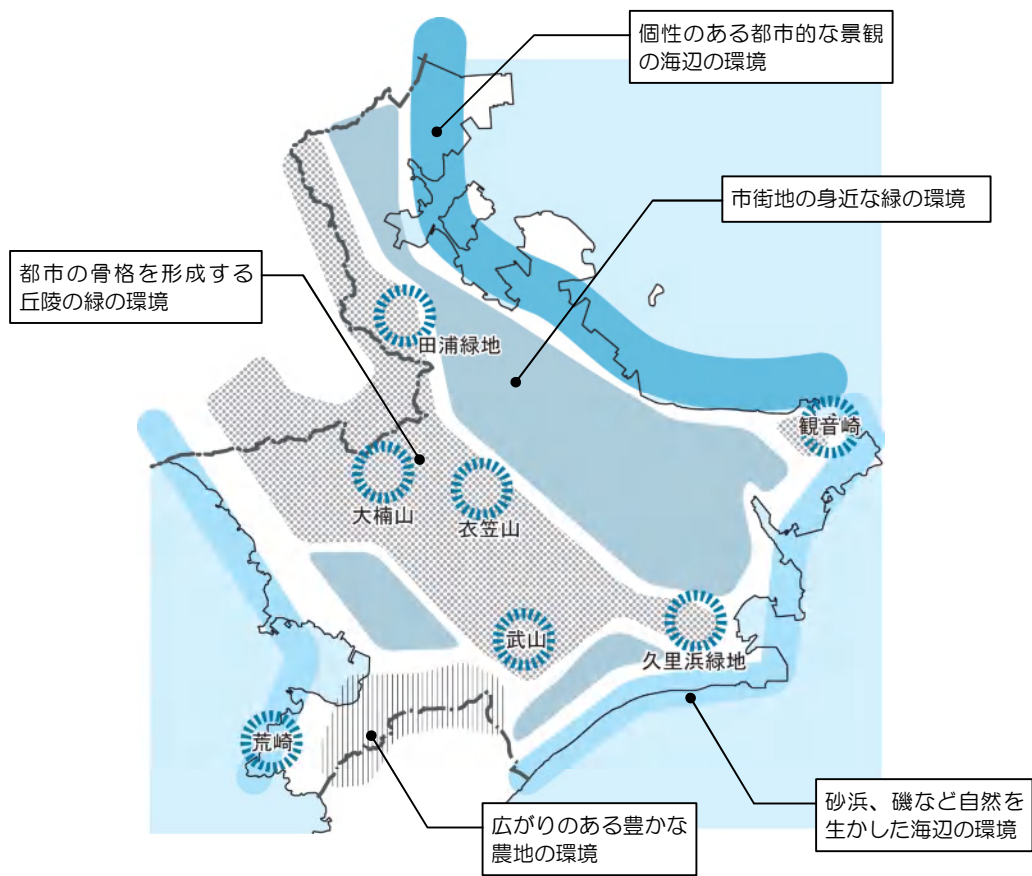 個性のある都市的な景観
の海辺の環境
市街地の身近な緑の環境
都市の骨格を形成する
丘陵の緑の環境
田浦緑地
観音崎
大楠山
衣笠山
武山
久里浜緑地
荒崎
砂浜、磯など自然を
生かした海辺の環境
広がりのある豊かな
農地の環境